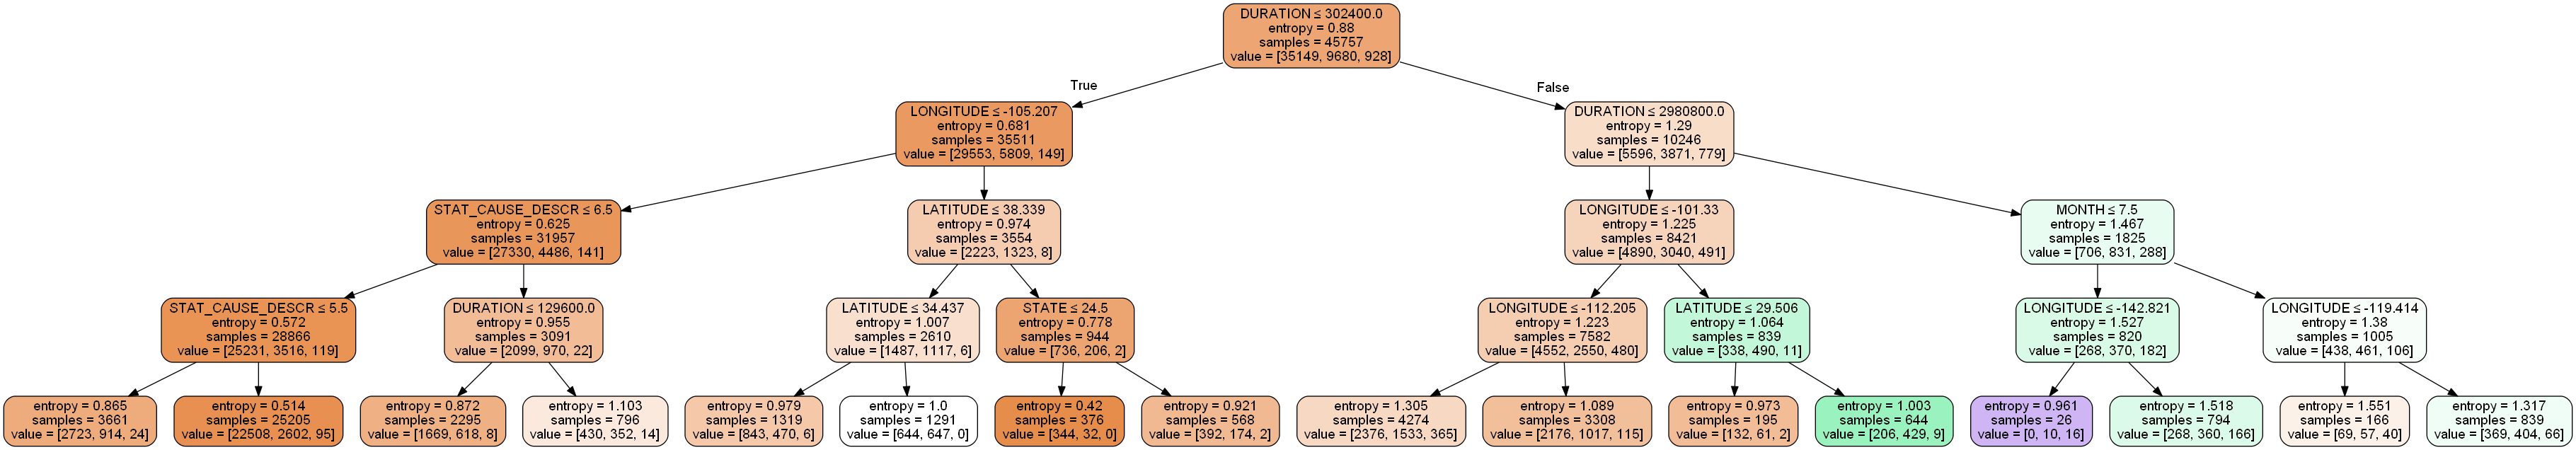 DURATION ≤ 302400.0
entropy = 0.88
samples = 45757
value = [35149, 9680, 928]
True
False
LONGITUDE ≤ -105.207
entropy = 0.681
samples = 35511
value = [29553, 5809, 149]
DURATION ≤ 2980800.0
entropy = 1.29
samples = 10246
value = [5596, 3871, 779]
STAT_CAUSE_DESCR ≤ 6.5
entropy = 0.625
samples = 31957
value = [27330, 4486, 141]
LATITUDE ≤ 38.339
entropy = 0.974
samples = 3554
value = [2223, 1323, 8]
LONGITUDE ≤ -101.33
entropy = 1.225
samples = 8421
value = [4890, 3040, 491]
MONTH ≤ 7.5
entropy = 1.467
samples = 1825
value = [706, 831, 288]
STAT_CAUSE_DESCR ≤ 5.5
entropy = 0.572
samples = 28866
value = [25231, 3516, 119]
DURATION ≤ 129600.0
entropy = 0.955
samples = 3091
value = [2099, 970, 22]
LATITUDE ≤ 34.437
entropy = 1.007
samples = 2610
value = [1487, 1117, 6]
STATE ≤ 24.5
entropy = 0.778
samples = 944
value = [736, 206, 2]
LONGITUDE ≤ -112.205
entropy = 1.223
samples = 7582
value = [4552, 2550, 480]
LATITUDE ≤ 29.506
entropy = 1.064
samples = 839
value = [338, 490, 11]
LONGITUDE ≤ -142.821
entropy = 1.527
samples = 820
value = [268, 370, 182]
LONGITUDE ≤ -119.414
entropy = 1.38
samples = 1005
value = [438, 461, 106]
entropy = 0.865
samples = 3661
value = [2723, 914, 24]
entropy = 0.514
samples = 25205
value = [22508, 2602, 95]
entropy = 0.872
samples = 2295
value = [1669, 618, 8]
entropy = 1.103
samples = 796
value = [430, 352, 14]
entropy = 0.979
samples = 1319
value = [843, 470, 6]
entropy = 1.0
samples = 1291
value = [644, 647, 0]
entropy = 0.42
samples = 376
value = [344, 32, 0]
entropy = 0.921
samples = 568
value = [392, 174, 2]
entropy = 1.305
samples = 4274
value = [2376, 1533, 365]
entropy = 1.089
samples = 3308
value = [2176, 1017, 115]
entropy = 0.973
samples = 195
value = [132, 61, 2]
entropy = 1.003
samples = 644
value = [206, 429, 9]
entropy = 0.961
samples = 26
value = [0, 10, 16]
entropy = 1.518
samples = 794
value = [268, 360, 166]
entropy = 1.551
samples = 166
value = [69, 57, 40]
entropy = 1.317
samples = 839
value = [369, 404, 66]